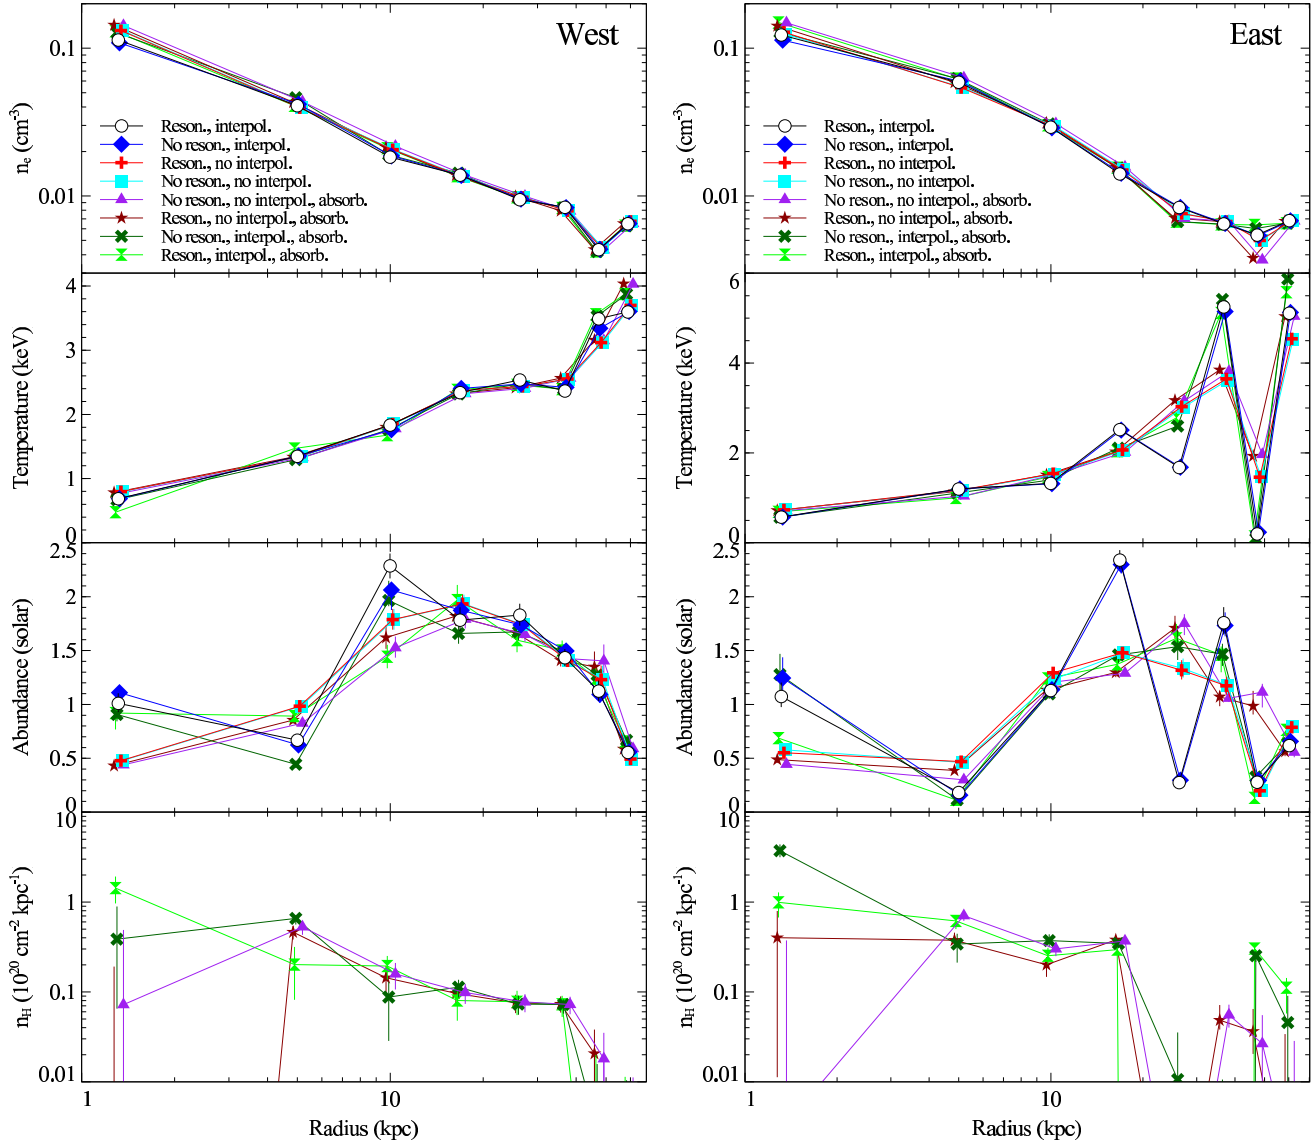 West
n_e (cm^-3)
0.1
0.01
Reson., interpol.
No reson., interpol.
Reson., no interpol.
No reson., no interpol.
No reson., no interpol., absorb.
Reson., no interpol., absorb.
No reson., interpol., absorb.
Reson., interpol., absorb.
Temperature (keV)
4
3
2
1
0
Abundance (solar)
2.5
2
1.5
1
0.5
0
n_H (10^20 cm^-2 kpc^-1)
10
1
0.1
0.01
1
10
Radius (kpc)
East
n_e (cm^-3)
0.1
0.01
Reson., interpol.
No reson., interpol.
Reson., no interpol.
No reson., no interpol.
No reson., no interpol., absorb.
Reson., no interpol., absorb.
No reson., interpol., absorb.
Reson., interpol., absorb.
Temperature (keV)
6
4
2
0
Abundance (solar)
2.5
2
1.5
1
0.5
0
n_H (10^20 cm^-2 kpc^-1)
10
1
0.1
0.01
1
10
Radius (kpc)